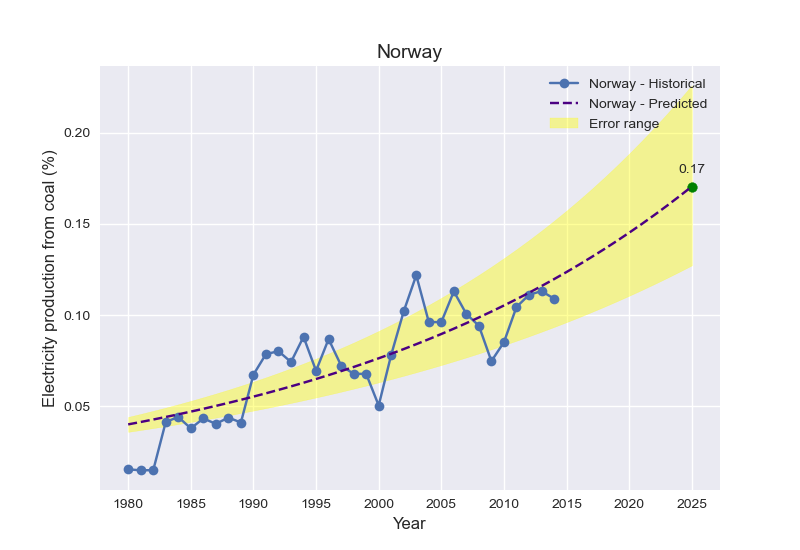 Norway
Norway - Historical
Norway - Predicted
Error range
0.17
0.20
0.15
0.10
0.05
Electricity production from coal (%)
1980 1985 1990 1995 2000 2005 2010 2015 2020 2025
Year